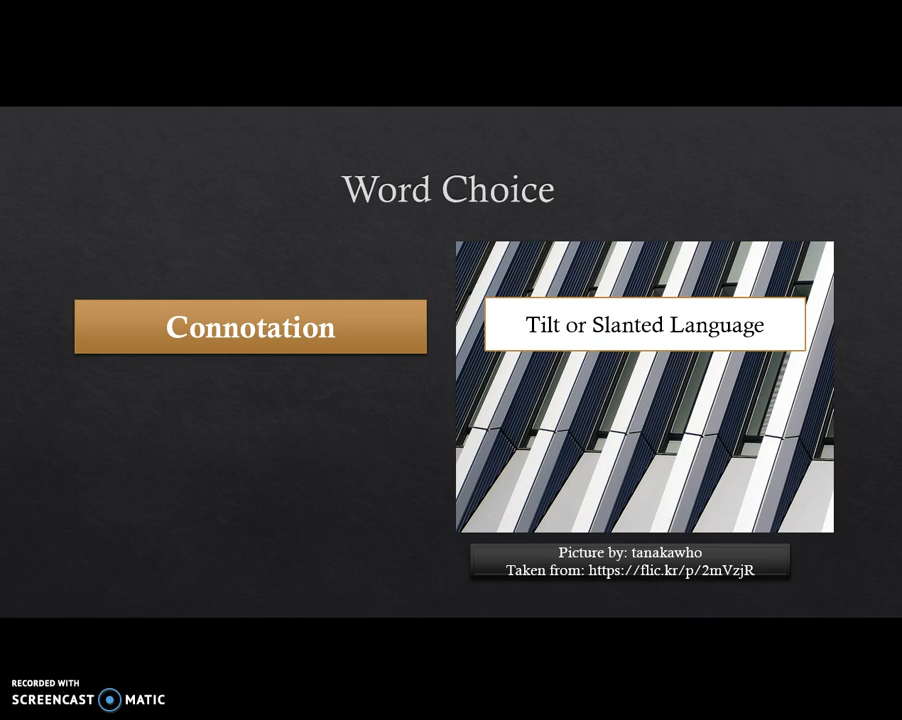 Word Choice
Connotation
Tilt or Slanted Language
Picture by: tanakawho
Taken from: https://flic.kr/p/2mVzjR
RECORDED WITH
SCREENCAST MATIC